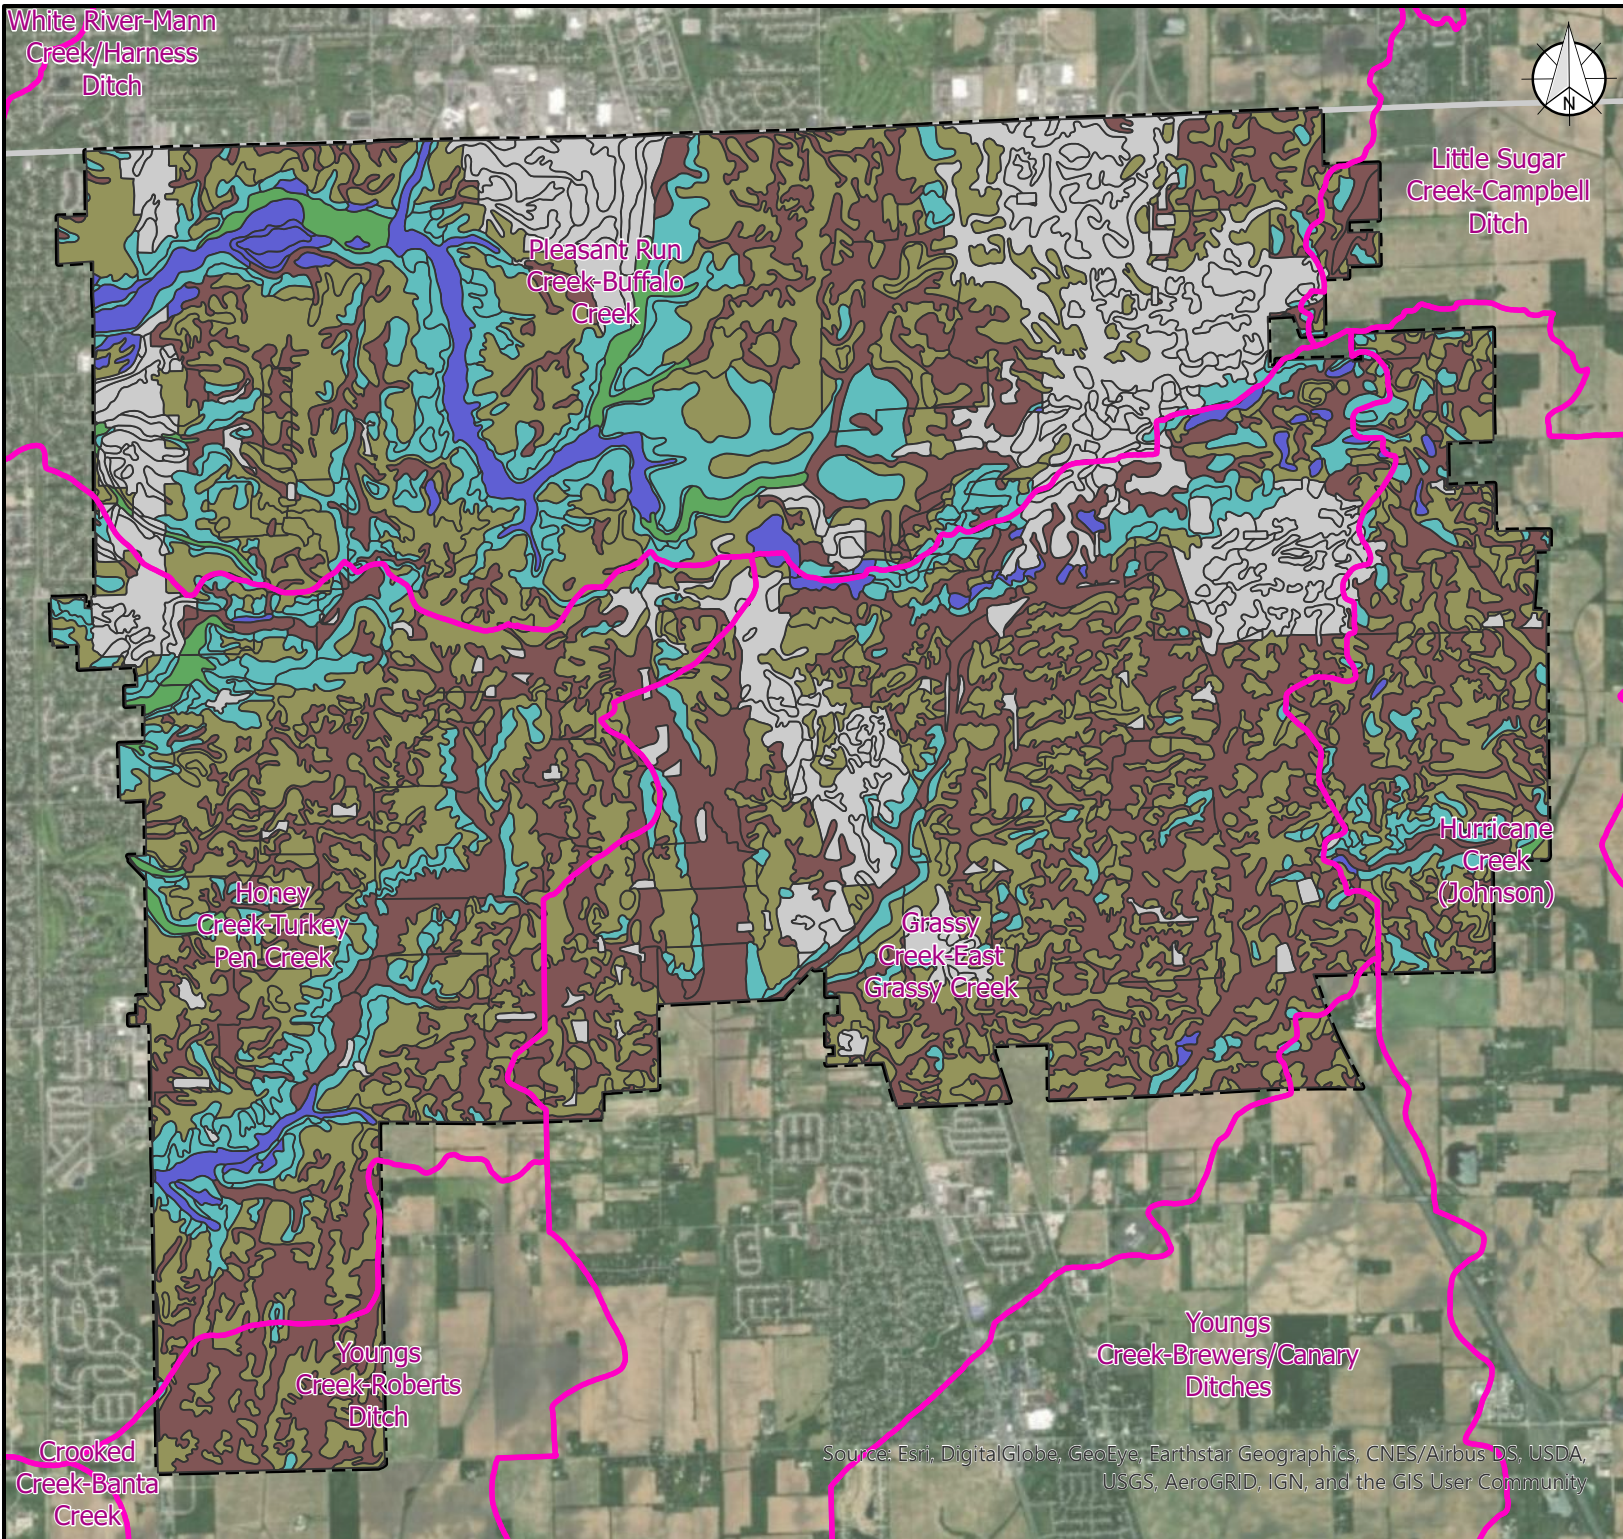 White River-Mann
Creek/Harness
Ditch
N
Little Sugar
Creek-Campbell
Ditch
Pleasant Run
Creek-Buffalo
Creek
Hurricane
Creek
(Johnson)
Honey
Creek-Turkey
Pen Creek
Grassy
Creek-East
Grassy Creek
Youngs
Creek-Roberts
Ditch
Youngs
Creek-Brewers/Canary
Ditches
Crooked
Creek-Banta
Creek
Source: Esri, DigitalGlobe, GeoEye, Earthstar Geographics, CNES/Airbus DS, USDA,
USGS, AeroGRID, IGN, and the GIS User Community